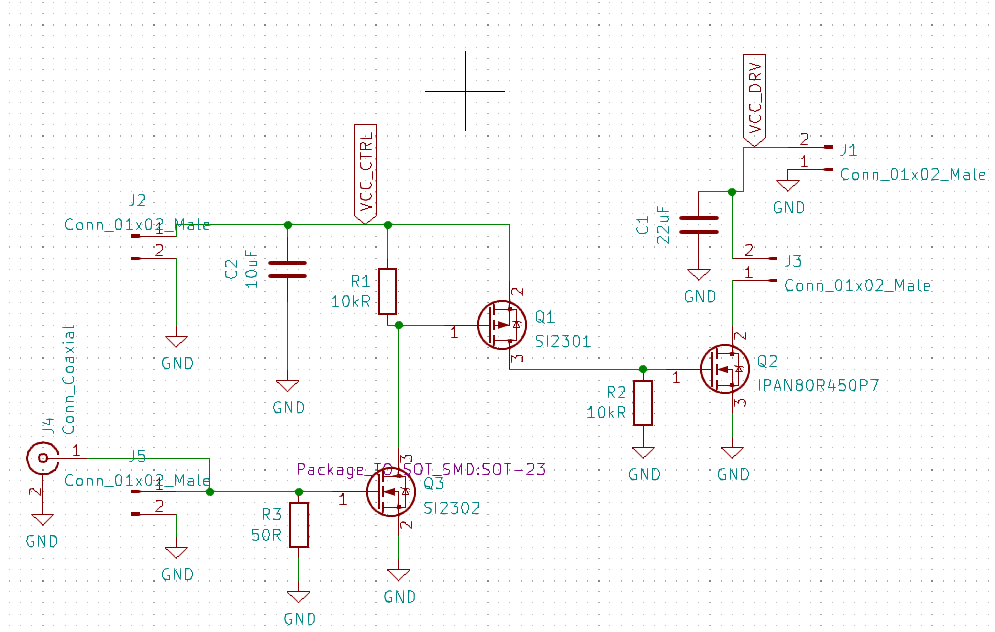 VCC_DRV
2
J1
1
Conn_01x02_Male
GND
VCC_CTRL
J2
Conn_01x02_Male
1
2
GND
C2
10uF
GND
R1
10kR
C1
22uF
GND
2
J3
1
Conn_01x02_Male
2
1
Q1
SI2301
3
2
1
Q2
IPAN80R450P7
3
GND
R2
10kR
GND
J4
Conn_Coaxial
1
2
GND
J5
Conn_01x02_Male
1
2
GND
R3
50R
GND
Package_TO_SOT_SMD:SOT-23
3
1
Q3
SI2302
2
GND